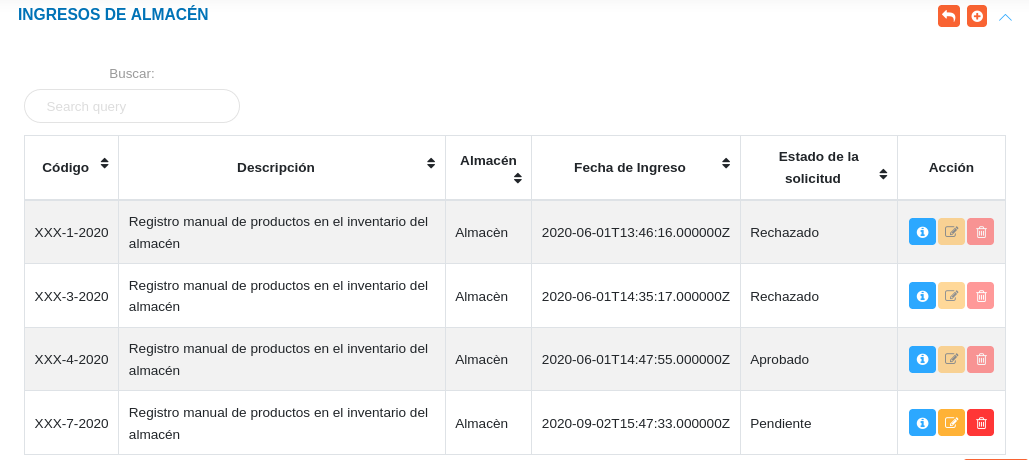 INGRESOS DE ALMACÉN
Buscar:
Search query
Código Descripción Almacén Fecha de Ingreso Estado de la solicitud Acción
XXX-1-2020 Registro manual de productos en el inventario del almacén Almacèn 2020-06-01T13:46:16.000000Z Rechazado
XXX-3-2020 Registro manual de productos en el inventario del almacén Almacèn 2020-06-01T14:35:17.000000Z Rechazado
XXX-4-2020 Registro manual de productos en el inventario del almacén Almacèn 2020-06-01T14:47:55.000000Z Aprobado
XXX-7-2020 Registro manual de productos en el inventario del almacén Almacèn 2020-09-02T15:47:33.000000Z Pendiente